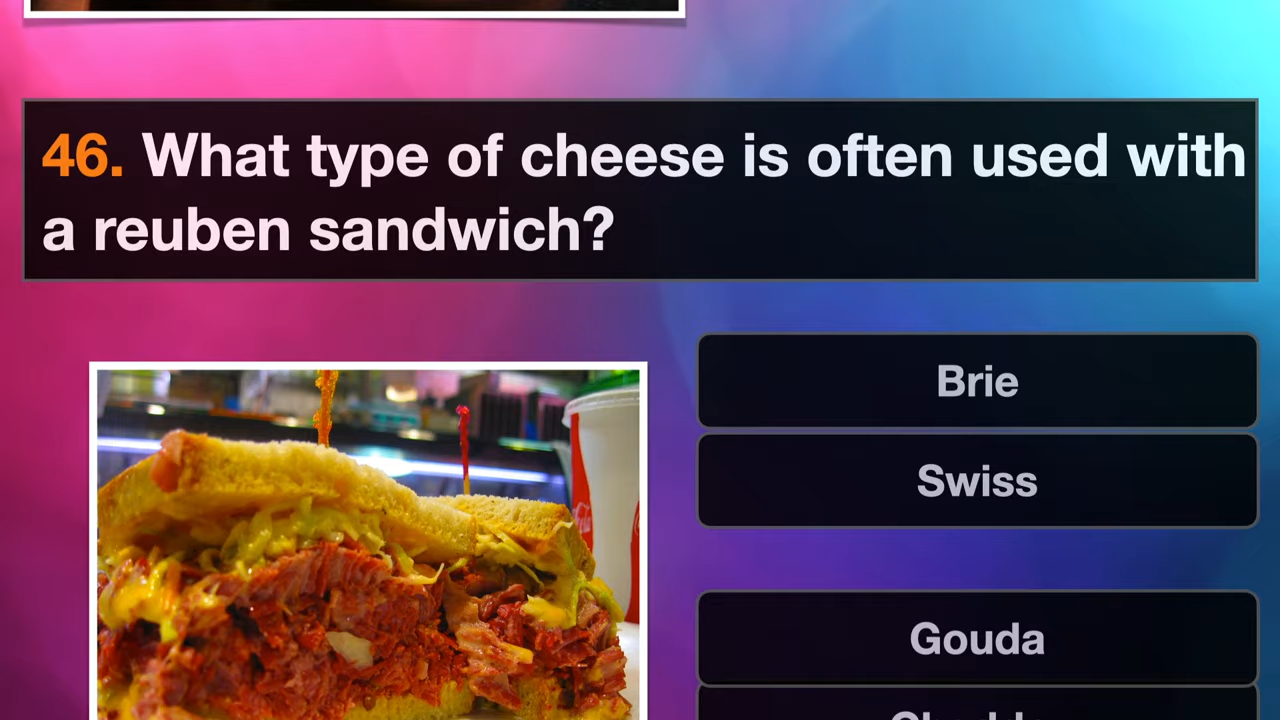 46. What type of cheese is often used with
a reuben sandwich?
Brie
Swiss
Gouda